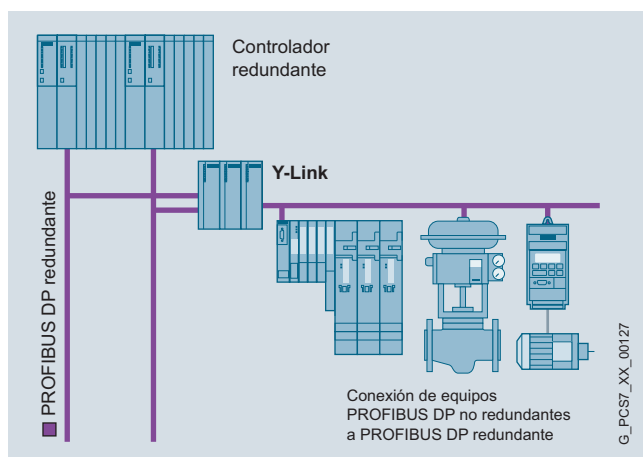 Controlador
redundante
Y-Link
PROFIBUS DP redundante
Conexión de equipos
PROFIBUS DP no redundantes
a PROFIBUS DP redundante
G_PCS7_XX_00127